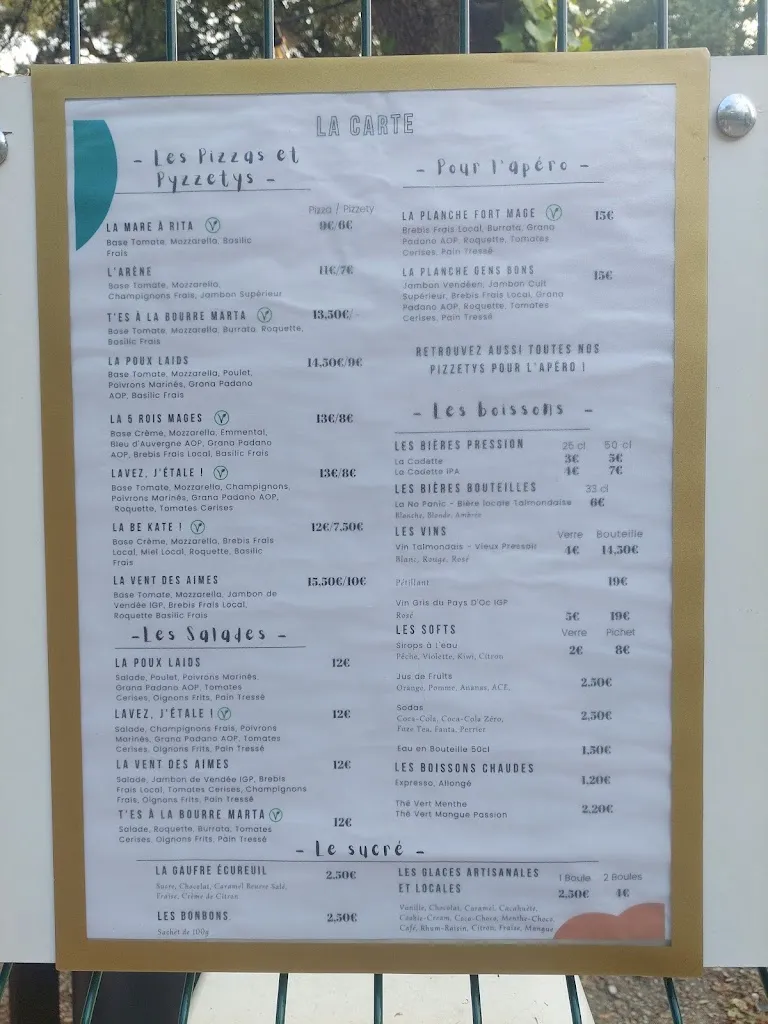 LA CARTE
- Les Pizzas et
Pyzzetys -
Pizza / Pizzety
LA MARE À RITA
9€/6€
Base Tomate, Mozzarella, Basilic
Frais
L'ARÈNE
11€/7€
Base Tomate, Mozzarella,
Champignons Frais, Jambon Supérieur
T'ES À LA BOURRE MARTA
13,50€/-
Base Tomate, Mozzarella, Burrata, Roquette,
Basilic Frais
LA POUX LAIDS
14,50€/9€
Base Tomate, Mozzarella, Poulet,
Poivrons Marinés, Grana Padano
AOP, Basilic Frais
LA 5 ROIS MAGES
13€/8€
Base Crème, Mozzarella, Emmental,
Bleu d'Auvergne AOP, Grana Padano
AOP, Brebis Frais Local, Basilic Frais
LAVEZ, J'ÉTALE !
13€/8€
Base Tomate, Mozzarella, Champignons,
Poivrons Marinés, Grana Padano AOP,
Roquette, Tomates Cerises
LA BE KATE !
12€/7,50€
Base Crème, Mozzarella, Brebis Frais
Local, Miel Local, Roquette, Basilic
Frais
LA VENT DES AIMES
15,50€/10€
Base Tomate, Mozzarella, Jambon de
Vendée IGP, Brebis Frais Local,
Roquette Basilic Frais
- Les Salades -
LA POUX LAIDS
12€
Salade, Poulet, Poivrons Marinés,
Grana Padano AOP, Tomates
Cerises, Oignons Frits, Pain Tressé
LAVEZ, J'ÉTALE !
12€
Salade, Champignons Frais, Poivrons
Marinés, Grana Padano AOP, Tomates
Cerises, Oignons Frits, Pain Tressé
LA VENT DES AIMES
12€
Salade, Jambon de Vendée IGP, Brebis
Frais Local, Tomates Cerises, Champignons
Frais, Oignons Frits, Pain Tressé
T'ES À LA BOURRE MARTA
12€
Salade, Roquette, Burrata, Tomates
Cerises, Oignons Frits, Pain Tressé
- Pour l'apéro -
LA PLANCHE FORT MAGE
15€
Brebis Frais Local, Burrata, Grana
Padano AOP, Roquette, Tomates
Cerises, Pain Tressé
LA PLANCHE GENS BONS
15€
Jambon Vendéen, Jambon Cuit
Supérieur, Brebis Frais Local, Grana
Padano AOP, Roquette, Tomates
Cerises, Pain Tressé
RETROUVEZ AUSSI TOUTES NOS
PIZZETYS POUR L'APÉRO !
- Les boissons -
LES BIÈRES PRESSION
25 cl 50 cl
La Cadette 3€ 5€
La Cadette IPA 4€ 7€
LES BIÈRES BOUTEILLES
33 cl
La No Panic - Bière locale Talmondaise 6€
Blanche, Blonde, Ambrée
LES VINS
Verre Bouteille
Vin Talmondais - Vieux Pressoir 4€ 14,50€
Blanc, Rouge, Rosé
Pétillant 19€
Vin Gris du Pays D'Oc IGP
Rosé 5€ 19€
LES SOFTS
Verre Pichet
Sirops à L'eau 2€ 8€
Pêche, Violette, Kiwi, Citron
Jus de Fruits 2,50€
Orange, Pomme, Ananas, ACE,
Sodas 2,50€
Coca-Cola, Coca-Cola Zéro,
Fuze Tea, Fanta, Perrier
Eau en Bouteille 50cl 1,50€
LES BOISSONS CHAUDES
Expresso, Allongé 1,20€
Thé Vert Menthe 2,20€
Thé Vert Mangue Passion
- Le sucré -
LA GAUFRE ÉCUREUIL
2,50€
Sucre, Chocolat, Caramel Beurre Salé,
Fraise, Crème de Citron
LES BONBONS
2,50€
Sachet de 100g
LES GLACES ARTISANALES
ET LOCALES
1 Boule 2 Boules
2,50€ 4€
Vanille, Chocolat, Caramel, Cacahuète,
Cookie-Cream, Coco-Choco, Menthe-Choco,
Café, Rhum-Raisin, Citron, Fraise, Mangue